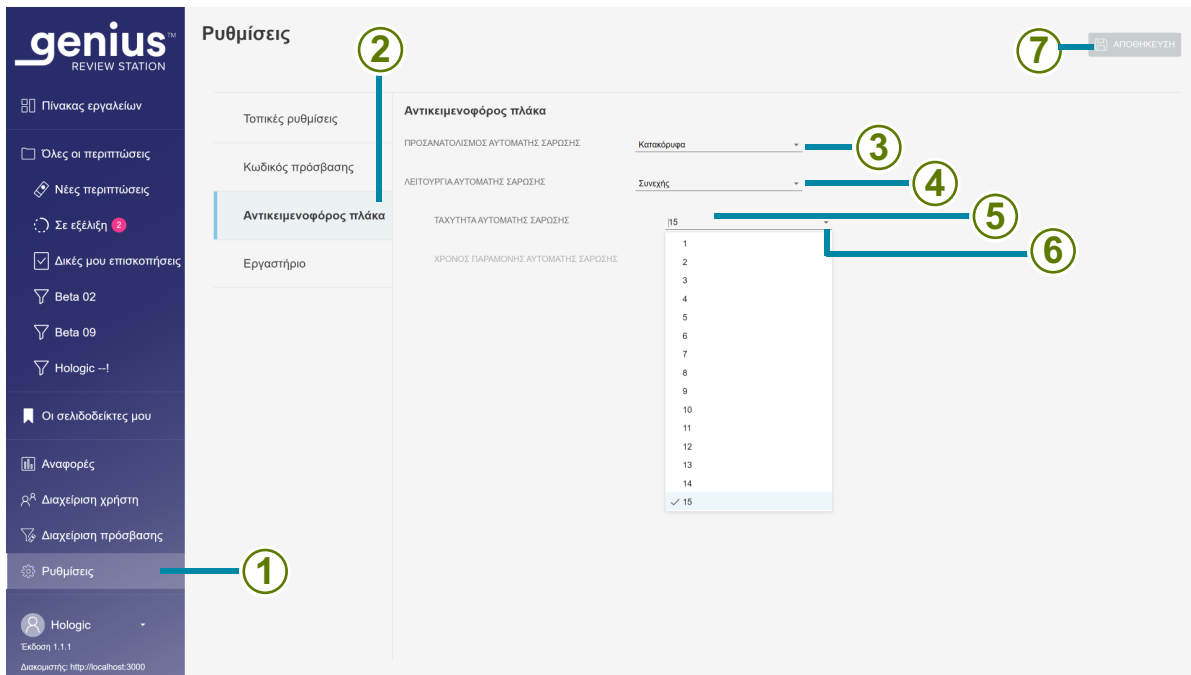 genius™
REVIEW STATION
Πίνακας εργαλείων
Όλες οι περιπτώσεις
Νέες περιπτώσεις
Σε εξέλιξη 2
Δικές μου επισκοπήσεις
Beta 02
Beta 09
Hologic --!
Οι σελιδοδείκτες μου
Αναφορές
Διαχείριση χρήστη
Διαχείριση πρόσβασης
Ρυθμίσεις
1
Hologic
Έκδοση 1.1.1
Διακομιστής: http://localhost:3000
Ρυθμίσεις
2
7
ΑΠΟΘΗΚΕΥΣΗ
Τοπικές ρυθμίσεις
Κωδικός πρόσβασης
Αντικειμενοφόρος πλάκα
Εργαστήριο
Αντικειμενοφόρος πλάκα
ΠΡΟΣΑΝΑΤΟΛΙΣΜΟΣ ΑΥΤΟΜΑΤΗΣ ΣΑΡΩΣΗΣ
Κατακόρυφα
3
ΛΕΙΤΟΥΡΓΙΑ ΑΥΤΟΜΑΤΗΣ ΣΑΡΩΣΗΣ
Συνεχής
4
ΤΑΧΥΤΗΤΑ ΑΥΤΟΜΑΤΗΣ ΣΑΡΩΣΗΣ
15
5
6
ΧΡΟΝΟΣ ΠΑΡΑΜΟΝΗΣ ΑΥΤΟΜΑΤΗΣ ΣΑΡΩΣΗΣ
1
2
3
4
5
6
7
8
9
10
11
12
13
14
15